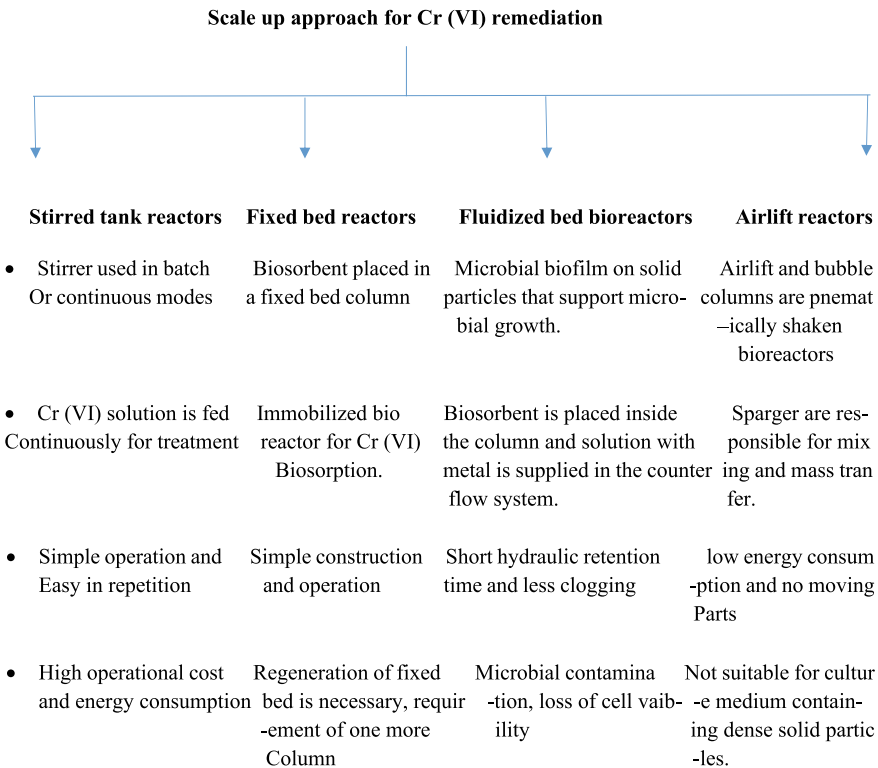 Scale up approach for Cr (VI) remediation
Stirred tank reactors
• Stirrer used in batch
Or continuous modes
• Cr (VI) solution is fed
Continuously for treatment
• Simple operation and
Easy in repetition
• High operational cost
and energy consumption
Fixed bed reactors
Biosorbent placed in
a fixed bed column
Immobilized bio
reactor for Cr (VI)
Biosorption.
Simple construction
and operation
Regeneration of fixed
bed is necessary, requir
-ement of one more
Column
Fluidized bed bioreactors
Microbial biofilm on solid
particles that support micro-
bial growth.
Biosorbent is placed inside
the column and solution with
metal is supplied in the counter
flow system.
Short hydraulic retention
time and less clogging
Microbial contamina
-tion, loss of cell vaib-
ility
Airlift reactors
Airlift and bubble
columns are pnemat
–ically shaken
bioreactors
Sparger are res-
ponsible for mix
ing and mass tran
fer.
low energy consum
-ption and no moving
Parts
Not suitable for cultur
-e medium contain-
ing dense solid partic
-les.